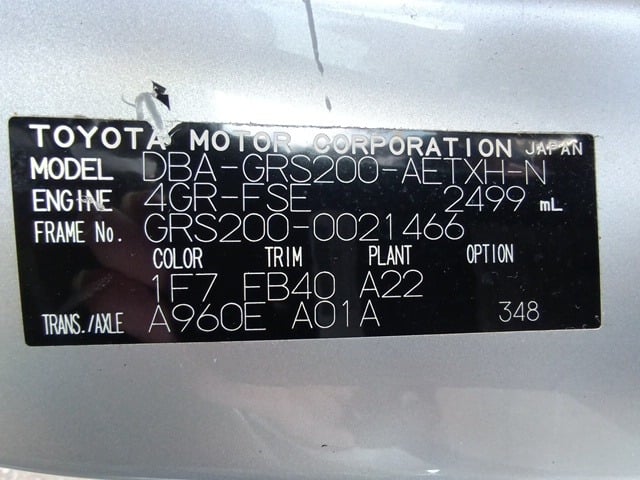 TOYOTA MOTOR CORPORATION JAPAN
MODEL DBA-GRS200-AETXH-N
ENGINE 4GR-FSE 2499 mL
FRAME No. GRS200-0021466
COLOR TRIM PLANT OPTION
1F7 FB40 A22
TRANS./AXLE A960E A01A 348